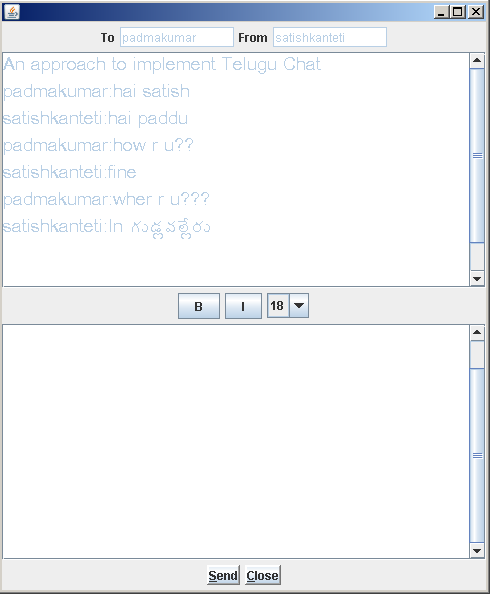 To padmakumar From satishkanteti
An approach to implement Telugu Chat
padmakumar:hai satish
satishkanteti:hai paddu
padmakumar:how r u??
satishkanteti:fine
padmakumar:wher r u???
satishkanteti:In గుడ్లవల్లేరు
B I 18
Send Close